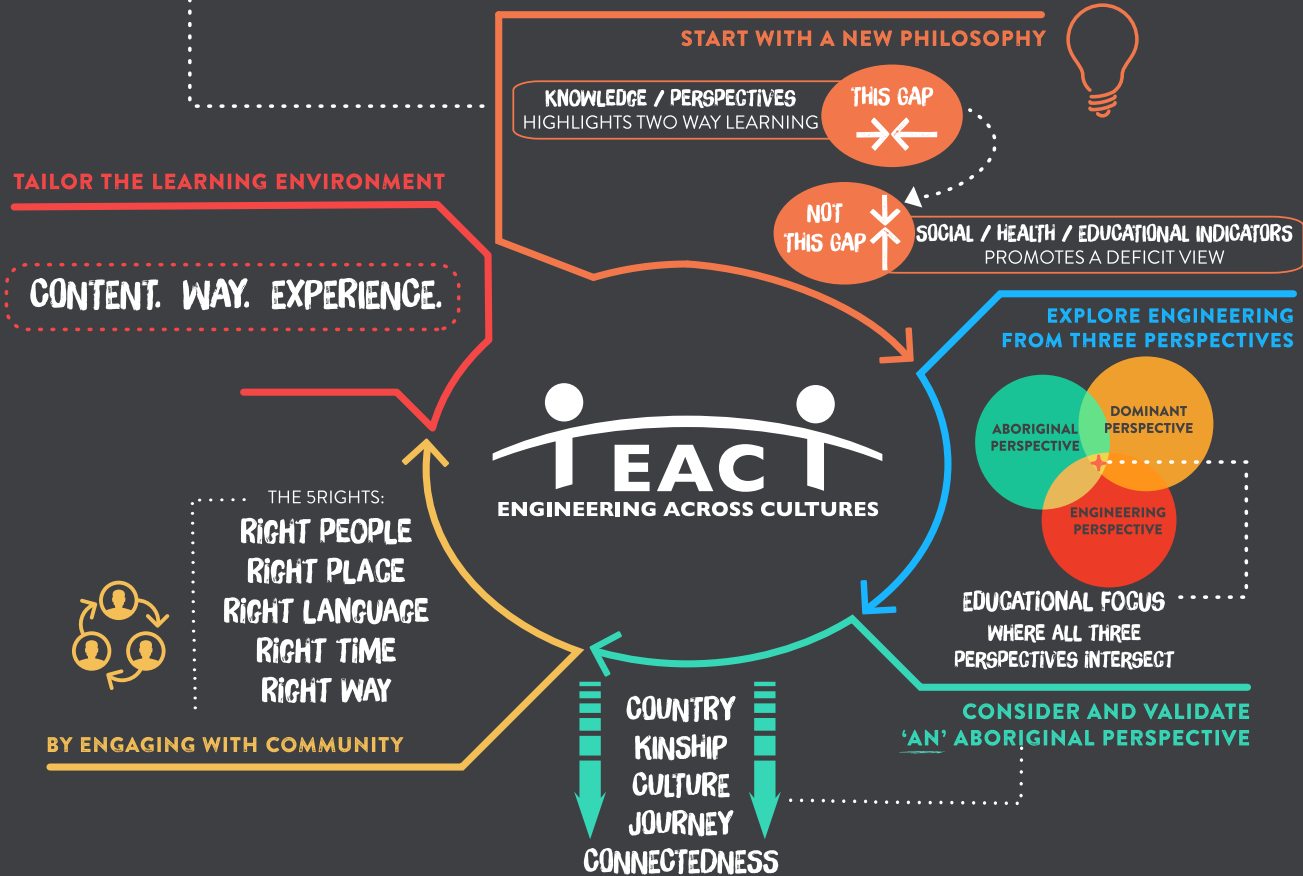 START WITH A NEW PHILOSOPHY
KNOWLEDGE / PERSPECTIVES
HIGHLIGHTS TWO WAY LEARNING
THIS GAP
NOT
THIS GAP
SOCIAL / HEALTH / EDUCATIONAL INDICATORS
PROMOTES A DEFICIT VIEW
EXPLORE ENGINEERING
FROM THREE PERSPECTIVES
ABORIGINAL
PERSPECTIVE
DOMINANT
PERSPECTIVE
ENGINEERING
PERSPECTIVE
EDUCATIONAL FOCUS
WHERE ALL THREE
PERSPECTIVES INTERSECT
CONSIDER AND VALIDATE
‘AN’ ABORIGINAL PERSPECTIVE
COUNTRY
KINSHIP
CULTURE
JOURNEY
CONNECTEDNESS
BY ENGAGING WITH COMMUNITY
THE 5RIGHTS:
RIGHT PEOPLE
RIGHT PLACE
RIGHT LANGUAGE
RIGHT TIME
RIGHT WAY
TAILOR THE LEARNING ENVIRONMENT
CONTENT. WAY. EXPERIENCE.
EAC
ENGINEERING ACROSS CULTURES